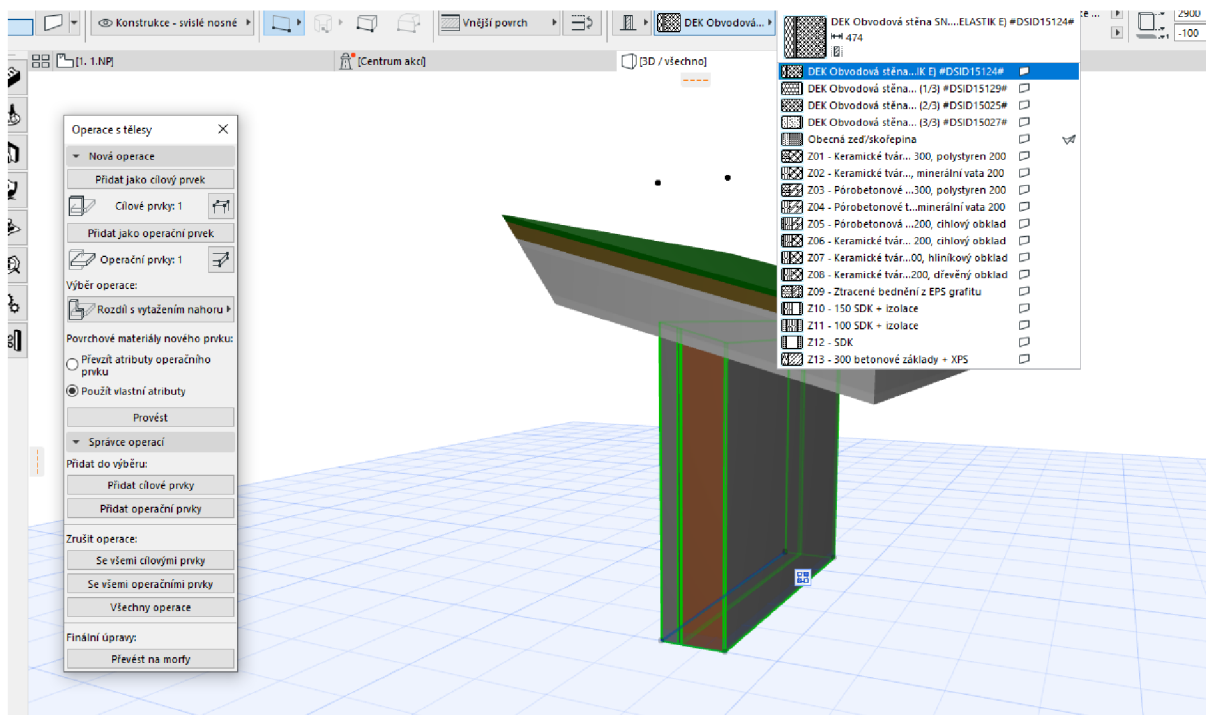 Konstrukce - svislé nosné
Vnější povrch
DEK Obvodová...
DEK Obvodová stěna SN....ELASTIK E) #DSID15124#
474
2900
-100
[1. 1.NP]
[Centrum akcí]
[3D / všechno]
DEK Obvodová stěna...IK E) #DSID15124#
DEK Obvodová stěna... (1/3) #DSID15129#
DEK Obvodová stěna... (2/3) #DSID15025#
DEK Obvodová stěna... (3/3) #DSID15027#
Obecná zeď/skořepina
Z01 - Keramické tvár... 300, polystyren 200
Z02 - Keramické tvár..., minerální vata 200
Z03 - Pórobetonové ...300, polystyren 200
Z04 - Pórobetonové t...minerální vata 200
Z05 - Pórobetonová ...200, cihlový obklad
Z06 - Keramické tvár... 200, cihlový obklad
Z07 - Keramické tvár...00, hliníkový obklad
Z08 - Keramické tvár...200, dřevěný obklad
Z09 - Ztracené bednění z EPS grafitu
Z10 - 150 SDK + izolace
Z11 - 100 SDK + izolace
Z12 - SDK
Z13 - 300 betonové základy + XPS
Operace s tělesy
Nová operace
Přidat jako cílový prvek
Cílové prvky: 1
Přidat jako operační prvek
Operační prvky: 1
Výběr operace:
Rozdíl s vytažením nahoru
Povrchové materiály nového prvku:
Převzít atributy operačního
prvku
Použít vlastní atributy
Provést
Správce operací
Přidat do výběru:
Přidat cílové prvky
Přidat operační prvky
Zrušit operace:
Se všemi cílovými prvky
Se všemi operačními prvky
Všechny operace
Finální úpravy:
Převést na morfy